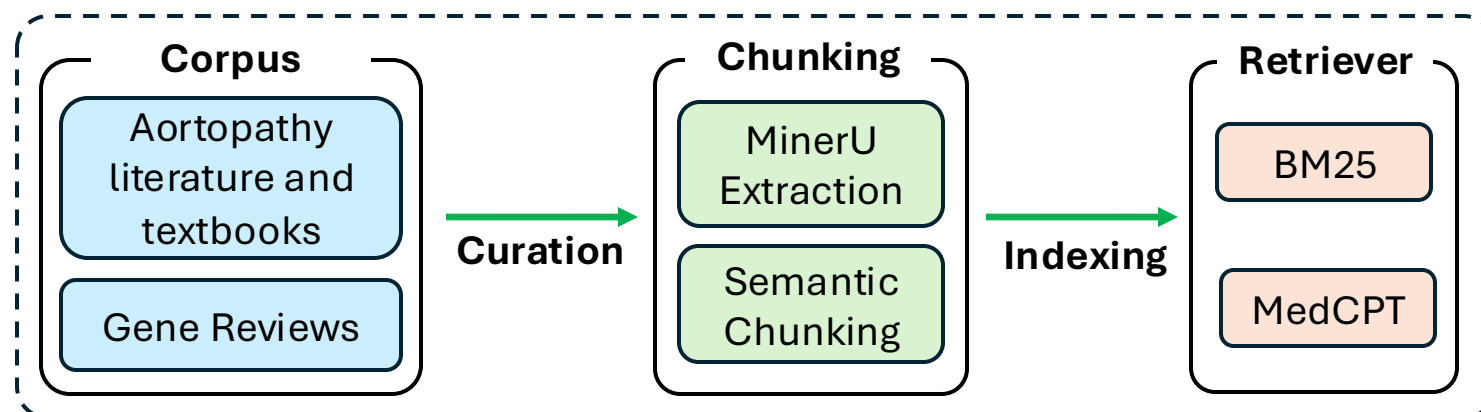 Corpus
Aortopathy
literature and
textbooks
Gene Reviews
Curation
Chunking
MinerU
Extraction
Semantic
Chunking
Indexing
Retriever
BM25
MedCPT